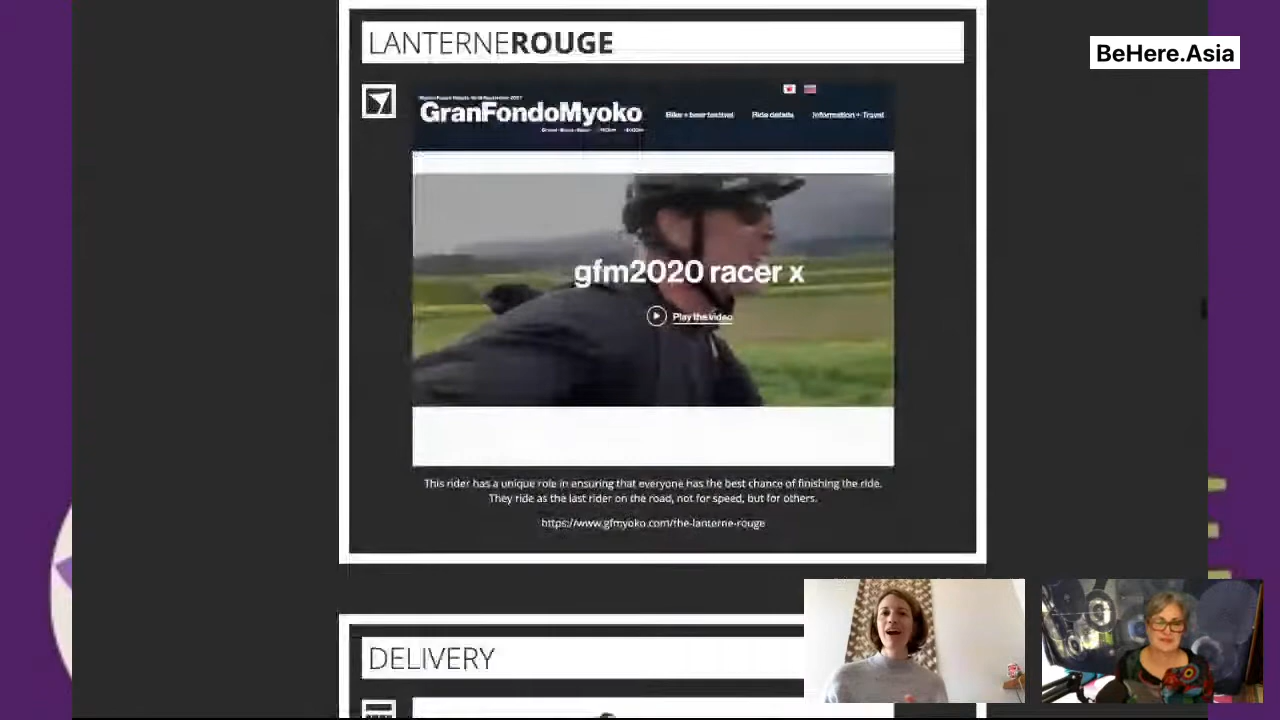 LANTERNEROUGE
BeHere.Asia
GranFondoMyoko
Bike + beer festival
Ride details
Information + Travel
gfm2020 racer x
Play the video
This rider has a unique role in ensuring that everyone has the best chance of finishing the ride.
They ride as the last rider on the road, not for speed, but for others.
https://www.gfmyoko.com/the-lanterne-rouge
DELIVERY